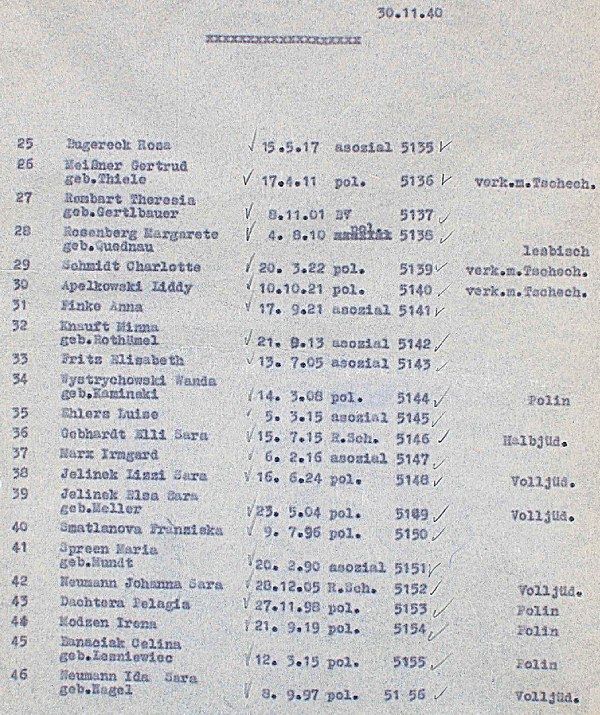 30.11.40
xxxxxxxxxxxxxxxxxxx
25 Bugereck Rosa 15.5.17 asozial 5135
26 Meißner Gertrud
geb.Thiele 17.4.11 pol. 5136 verk.m.Tschech.
27 Rombart Theresia
geb.Gertlbauer 8.11.01 BV 5137
28 Rosenberg Margarete pol.
geb.Quednau 4. 8.10 5138 lesbisch
29 Schmidt Charlotte 20. 3.22 pol. 5139 verk.m.Tschech.
30 Apelkowski Liddy 10.10.21 pol. 5140 verk.m.Tschech.
31 Finke Anna 17. 9.21 asozial 5141
32 Knauft Minna
geb.Rothämel 21. 8.13 asozial 5142
33 Fritz Elisabeth 13. 7.05 asozial 5143
34 Wystrychowski Wanda
geb.Kaminski 14. 3.08 pol. 5144 Polin
35 Ehlers Luise 5. 3.15 asozial 5145
36 Gebhardt Elli Sara 15. 7.15 R.Sch. 5146 Halbjüd.
37 Marx Irmgard 6. 2.16 asozial 5147
38 Jelinek Lissi Sara 16. 6.24 pol. 5148 Volljüd.
39 Jelinek Elsa Sara
geb.Heller 23. 5.04 pol. 5149 Volljüd.
40 Smatlanova Franziska 9. 7.96 pol. 5150
41 Spreen Maria
geb.Mundt 20. 2.90 asozial 5151
42 Neumann Johanna Sara 28.12.05 R.Sch. 5152 Volljüd.
43 Dachtera Pelagia 27.11.98 pol. 5153 Polin
44 Modzen Irena 21. 9.19 pol. 5154 Polin
45 Banaciak Celina
geb.Lesniewiec 12. 3.15 pol. 5155 Polin
46 Neumann Ida Sara
geb.Nagel 8. 9.97 pol. 51 56 Volljüd.